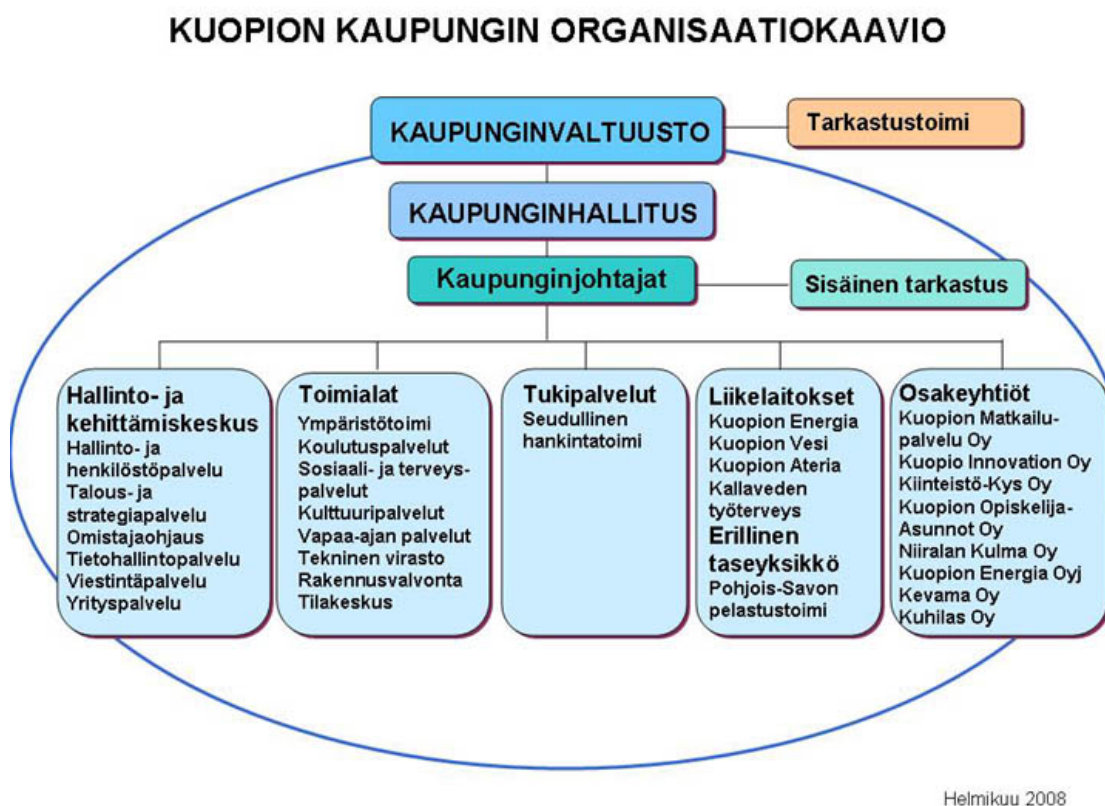 KUOPION KAUPUNGIN ORGANISAATIOKAAVIO
KAUPUNGINVALTUUSTO
Tarkastustoimi
KAUPUNGINHALLITUS
Kaupunginjohtajat
Sisäinen tarkastus
Hallinto- ja
kehittämiskeskus
Hallinto- ja
henkilöstöpalvelu
Talous- ja
strategiapalvelu
Omistajaohjaus
Tietohallintopalvelu
Viestintäpalvelu
Yrityspalvelu
Toimialat
Ympäristötoimi
Koulutuspalvelut
Sosiaali- ja terveys-
palvelut
Kulttuuripalvelut
Vapaa-ajan palvelut
Tekninen virasto
Rakennusvalvonta
Tilakeskus
Tukipalvelut
Seudullinen
hankintatoimi
Liikelaitokset
Kuopion Energia
Kuopion Vesi
Kuopion Ateria
Kallaveden
työterveys
Erillinen
taseyksikkö
Pohjois-Savon
pelastustoimi
Osakeyhtiöt
Kuopion Matkailu-
palvelu Oy
Kuopio Innovation Oy
Kiinteistö-Kys Oy
Kuopion Opiskelija-
Asunnot Oy
Niiralan Kulma Oy
Kuopion Energia Oyj
Kevama Oy
Kuhilas Oy
Helmikuu 2008